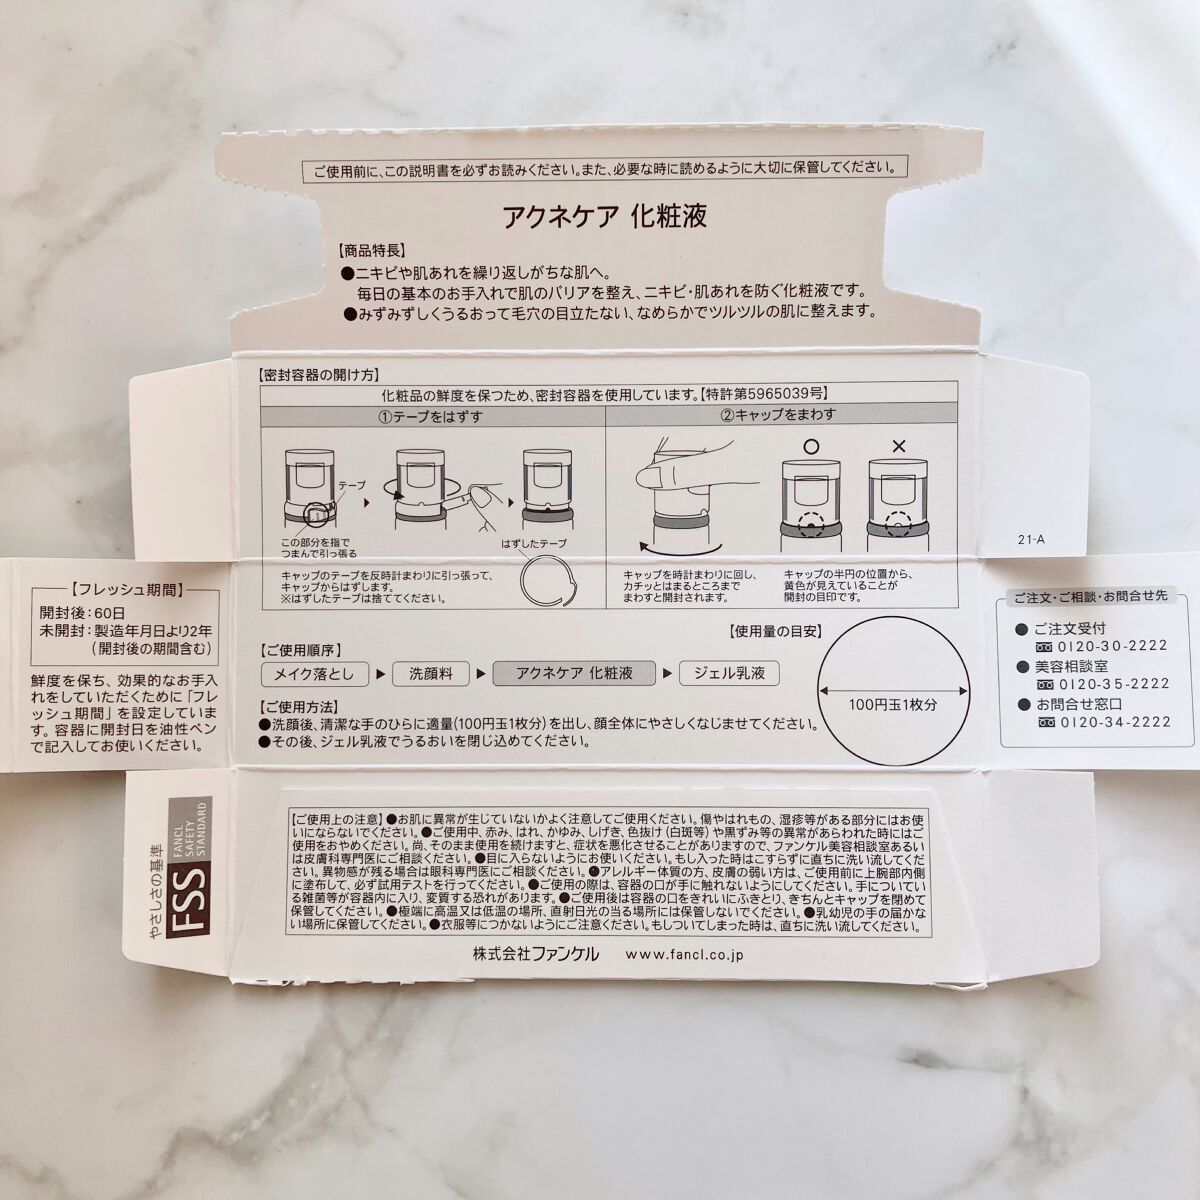 ご使用前に、この説明書を必ずお読みください。また、必要な時に読めるように大切に保管してください。
アクネケア 化粧液
【商品特長】
●ニキビや肌あれを繰り返しがちな肌へ。
毎日の基本のお手入れで肌のバリアを整え、ニキビ・肌あれを防ぐ化粧液です。
●みずみずしくうるおって毛穴の目立たない、なめらかでツルツルの肌に整えます。
【密封容器の開け方】
化粧品の鮮度を保つため、密封容器を使用しています。【特許第5965039号】
①テープをはずす
②キャップをまわす
テープ
この部分を指で
つまんで引っ張る
はずしたテープ
キャップのテープを反時計まわりに引っ張って、
キャップからはずします。
※はずしたテープは捨ててください。
○ ×
キャップを時計まわりに回し、
カチッとはまるところまで
まわすと開封されます。
キャップの半円の位置から、
黄色が見えていることが
開封の目印です。
21-A
【フレッシュ期間】
開封後：60日
未開封：製造年月日より2年
（開封後の期間含む）
鮮度を保ち、効果的なお手入
れをしていただくために「フレ
ッシュ期間」を設定していま
す。容器に開封日を油性ペン
で記入してお使いください。
【ご使用順序】
メイク落とし ▶ 洗顔料 ▶ アクネケア 化粧液 ▶ ジェル乳液
【使用量の目安】
100円玉1枚分
【ご使用方法】
●洗顔後、清潔な手のひらに適量(100円玉1枚分)を出し、顔全体にやさしくなじませてください。
●その後、ジェル乳液でうるおいを閉じ込めてください。
ご注文・ご相談・お問合せ先
●ご注文受付
0120-30-2222
●美容相談室
0120-35-2222
●お問合せ窓口
0120-34-2222
やさしさの基準
FSS
FANCL
SAFETY
STANDARD
【ご使用上の注意】●お肌に異常が生じていないかよく注意してご使用ください。傷やはれもの、湿疹等がある部分にはお使
いにならないでください。●ご使用中、赤み、はれ、かゆみ、しげき、色抜け(白斑等)や黒ずみ等の異常があらわれた時にはご
使用をおやめください。尚、そのまま使用を続けますと、症状を悪化させることがありますので、ファンケル美容相談室あるい
は皮膚科専門医にご相談ください。●目に入らないようにお使いください。もし入った時はこすらずに直ちに洗い流してくだ
さい。異物感が残る場合は眼科専門医にご相談ください。●アレルギー体質の方、皮膚の弱い方は、ご使用前に上腕部内側
に塗布して、必ず試用テストを行ってください。●ご使用の際は、容器の口が手に触れないようにしてください。手についてい
る雑菌等が容器内に入り、変質する恐れがあります。●ご使用後は容器の口をきれいにふきとり、きちんとキャップを閉めて
保管してください。●極端に高温又は低温の場所、直射日光の当る場所には保管しないでください。●乳幼児の手の届かな
い場所に保管してください。●衣服等につかないようにご注意ください。もしついてしまった時は、直ちに洗い流してください。
株式会社ファンケル www.fancl.co.jp